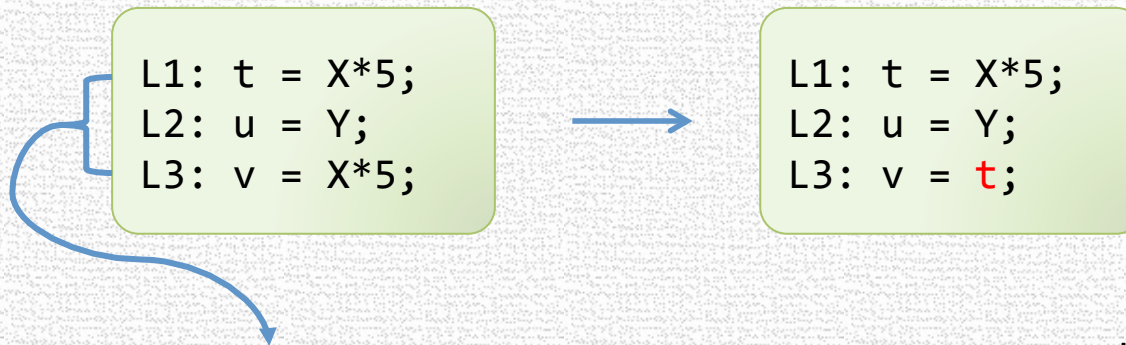 L1: t = X*5;
L2: u = Y;
L3: v = X*5;
L1: t = X*5;
L2: u = Y;
L3: v = t;